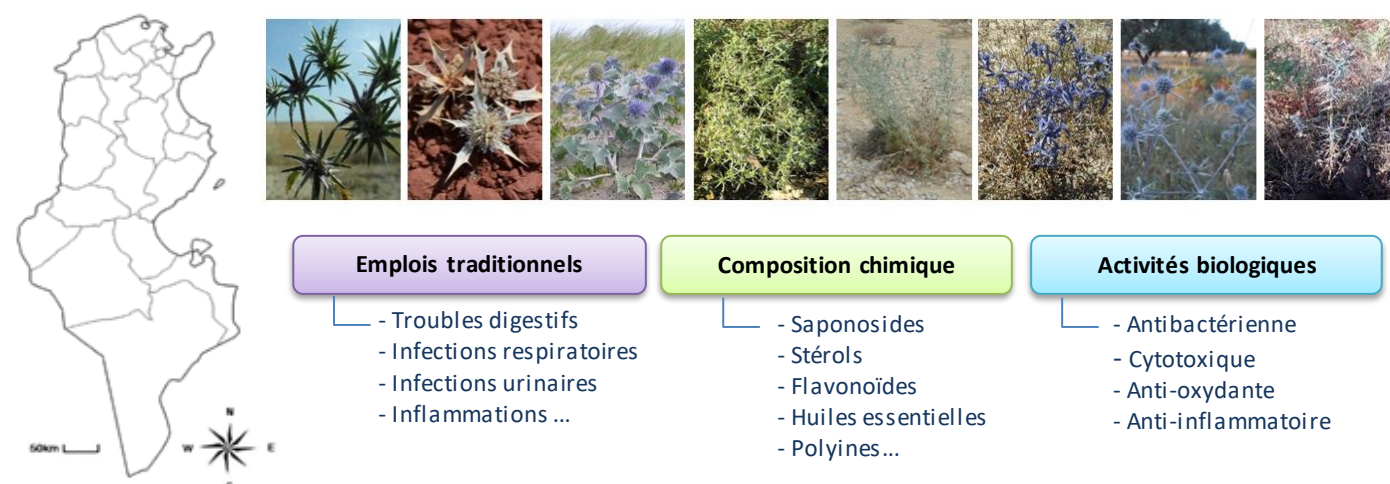 Emplois traditionnels
- Troubles digestifs
- Infections respiratoires
- Infections urinaires
- Inflammations ...
Composition chimique
- Saponosides
- Stérols
- Flavonoïdes
- Huiles essentielles
- Polyines...
Activités biologiques
- Antibactérienne
- Cytotoxique
- Anti-oxydante
- Anti-inflammatoire
50km
N
W
E